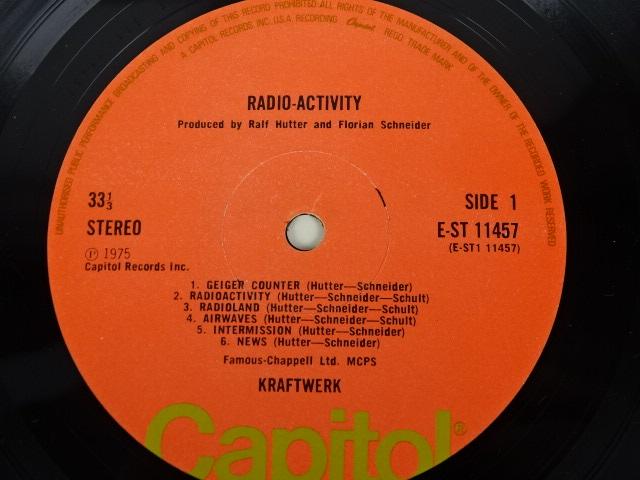 UNAUTHORISED PUBLIC PERFORMANCE BROADCASTING AND COPYING OF THIS RECORD PROHIBITED ALL RIGHTS OF THE MANUFACTURER AND OF THE OWNER OF THE RECORDED WORK RESERVED
A CAPITOL RECORDS INC. U.S.A. RECORDING Capitol REGD. TRADE MARK
RADIO-ACTIVITY
Produced by Ralf Hutter and Florian Schneider
33⅓
STEREO
Ⓟ 1975
Capitol Records Inc.
SIDE 1
E-ST 11457
(E-ST1 11457)
1. GEIGER COUNTER (Hutter—Schneider)
2. RADIOACTIVITY (Hutter—Schneider—Schult)
3. RADIOLAND (Hutter—Schneider—Schult)
4. AIRWAVES (Hutter—Schneider—Schult)
5. INTERMISSION (Hutter—Schneider)
6. NEWS (Hutter—Schneider)
Famous-Chappell Ltd. MCPS
KRAFTWERK
Capitol®